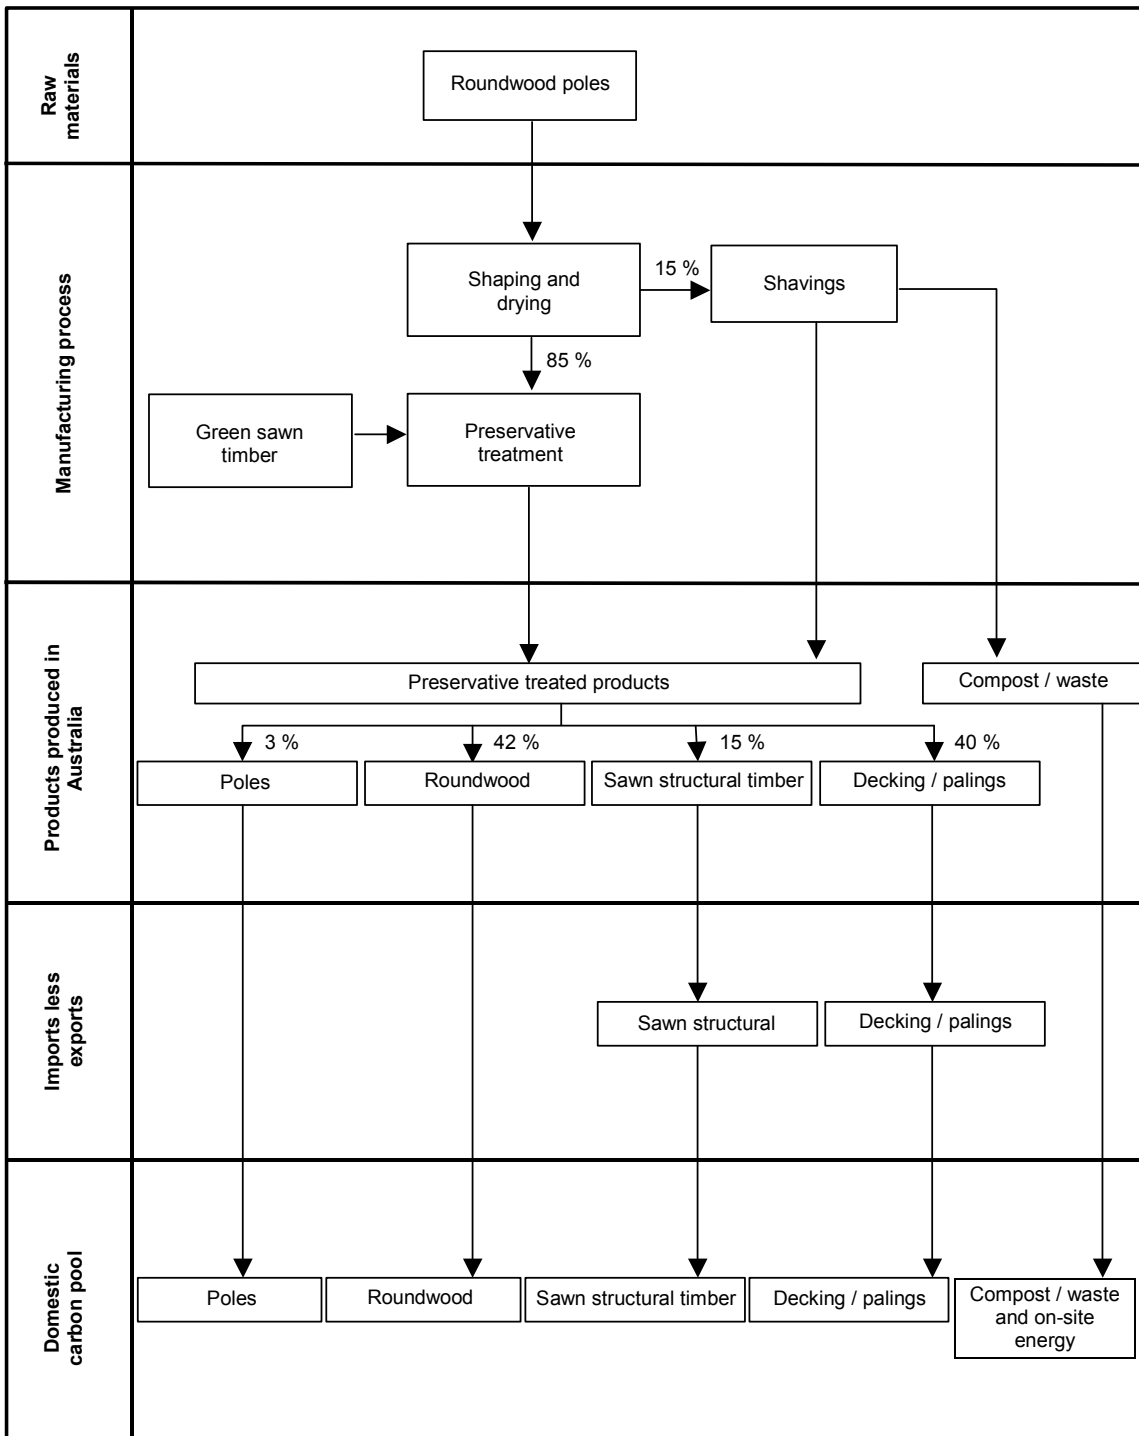 Raw
materials
Roundwood poles
Manufacturing process
Shaping and
drying
15 %
Shavings
85 %
Green sawn
timber
Preservative
treatment
Products produced in
Australia
Preservative treated products
Compost / waste
3 %
42 %
15 %
40 %
Poles
Roundwood
Sawn structural timber
Decking / palings
Imports less
exports
Sawn structural
Decking / palings
Domestic
carbon pool
Poles
Roundwood
Sawn structural timber
Decking / palings
Compost / waste
and on-site
energy